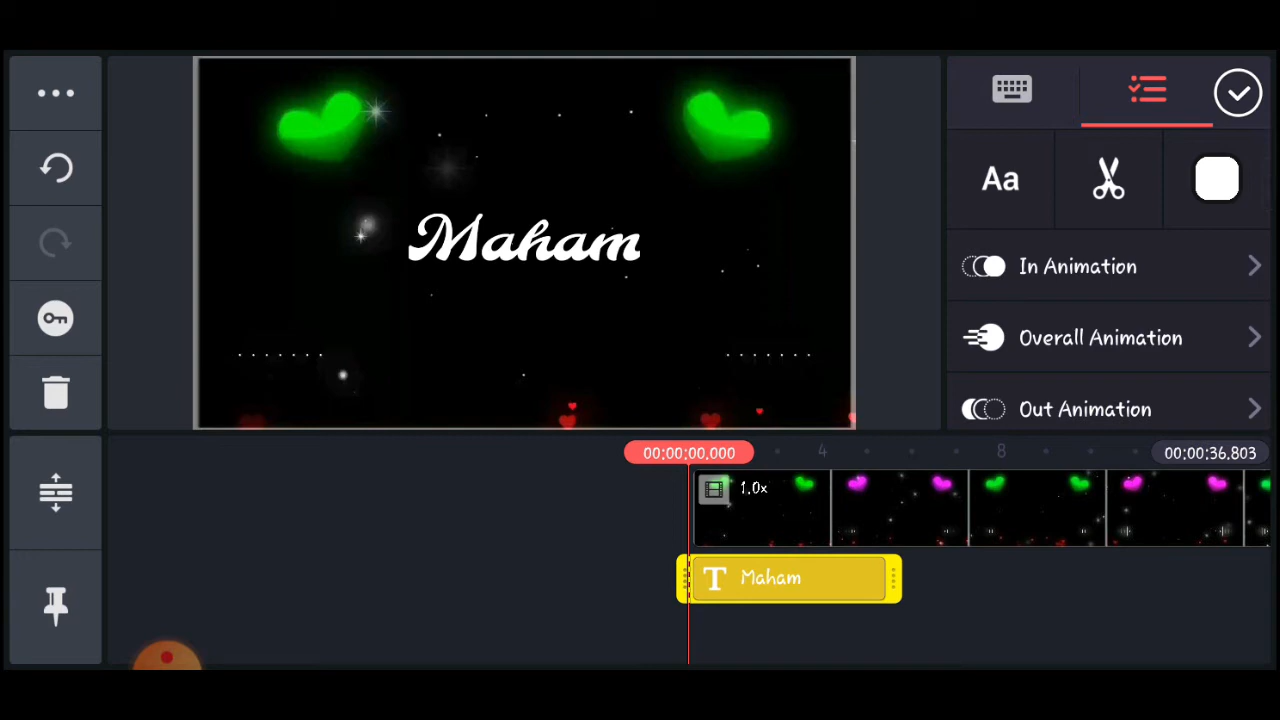 Maham
Aa
In Animation
Overall Animation
Out Animation
00:00:00,000
4
8
00:00:36,803
1.0x
T Maham